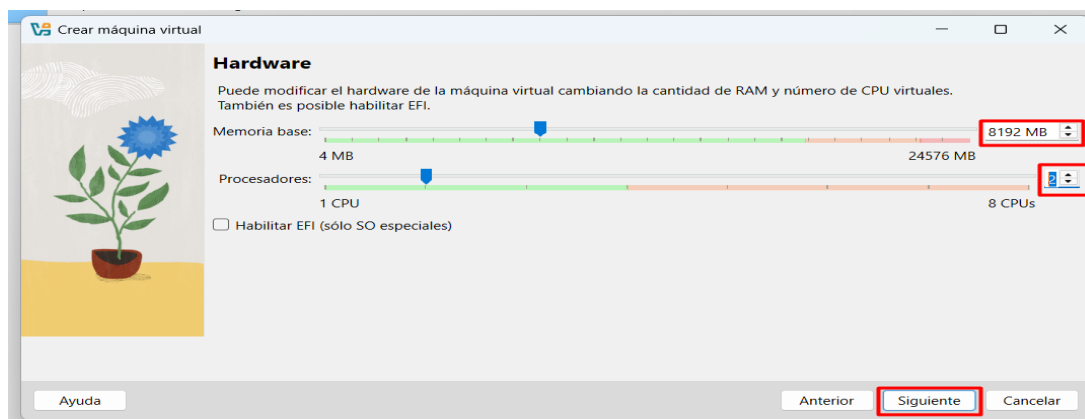 Crear máquina virtual
Hardware
Puede modificar el hardware de la máquina virtual cambiando la cantidad de RAM y número de CPU virtuales.
También es posible habilitar EFI.
Memoria base:
8192 MB
4 MB
24576 MB
Procesadores:
2
1 CPU
8 CPUs
Habilitar EFI (sólo SO especiales)
Ayuda
Anterior
Siguiente
Cancelar